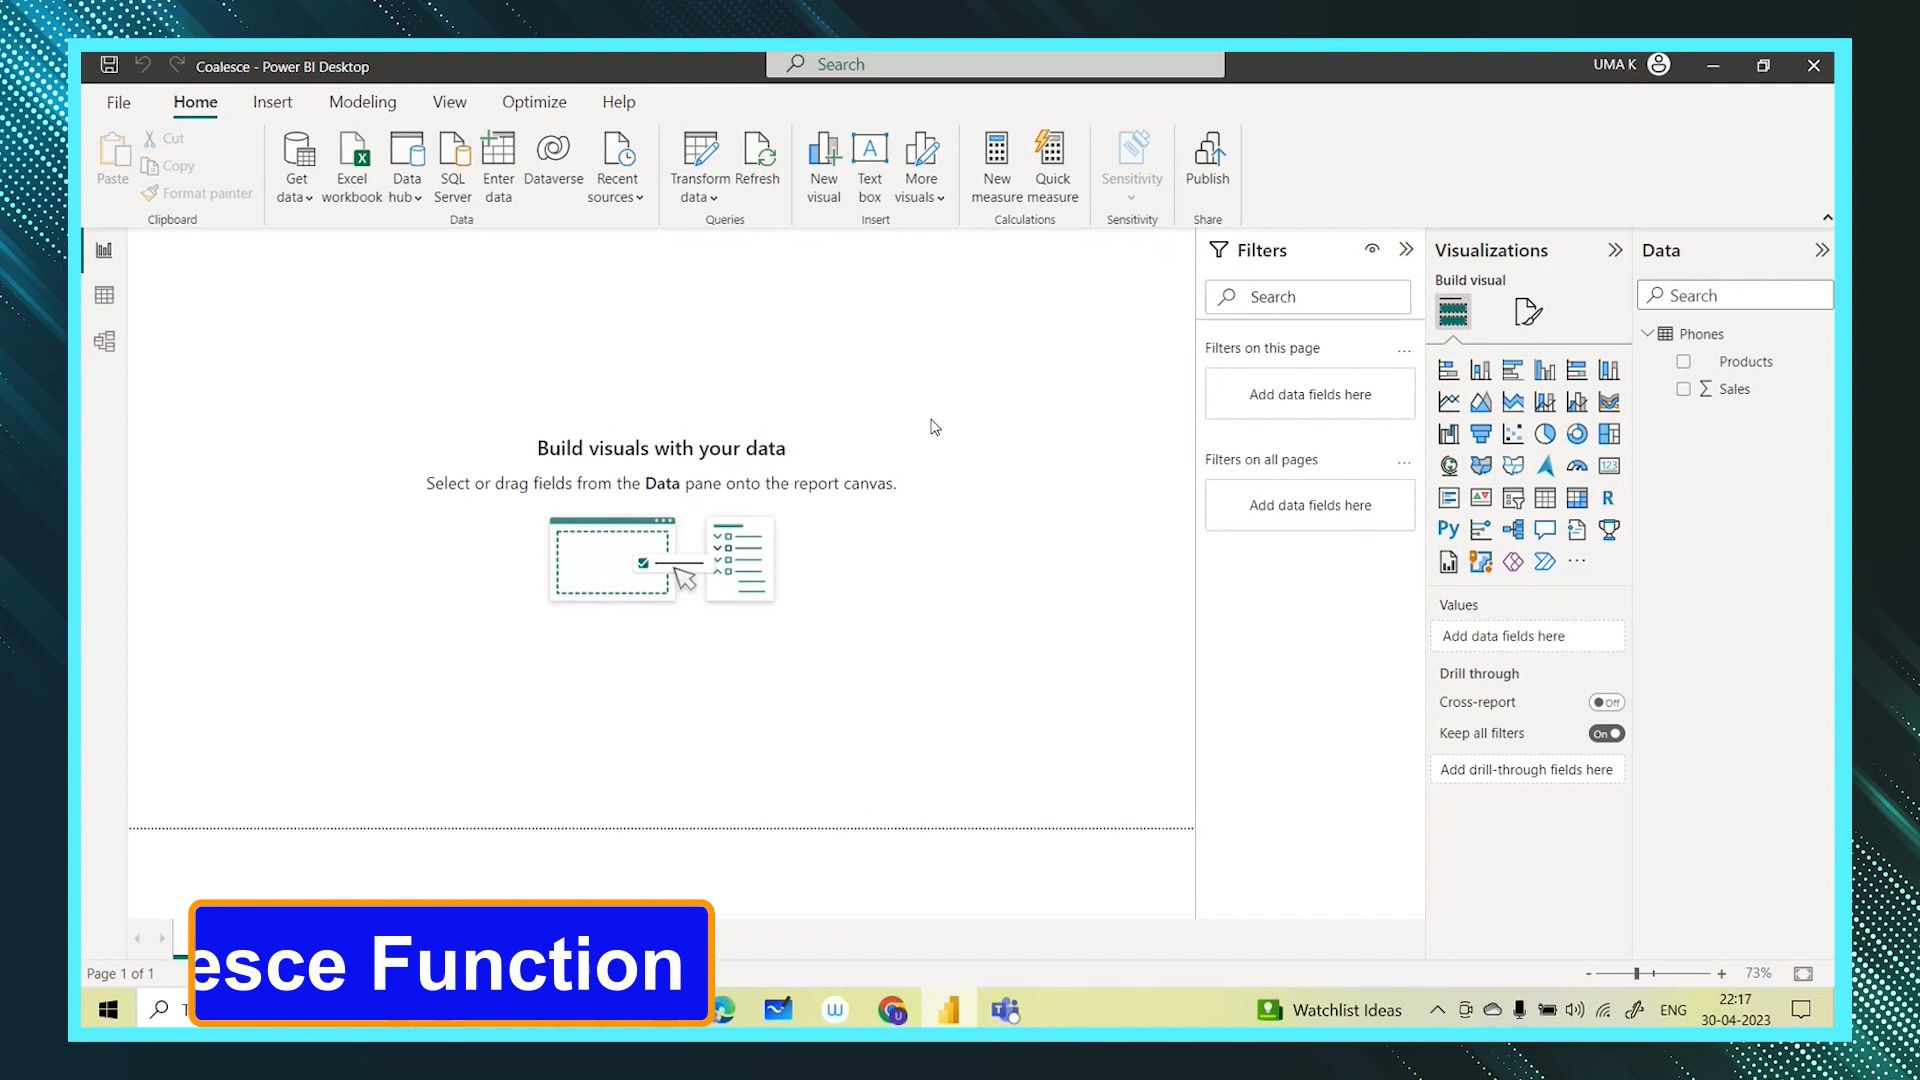 Coalesce - Power BI Desktop
Search
UMA K
File Home Insert Modeling View Optimize Help
Paste
Cut
Copy
Format painter
Clipboard
Get data
Excel workbook
Data hub
SQL Server
Enter data
Dataverse
Recent sources
Data
Transform data
Refresh
Queries
New visual
Text box
More visuals
Insert
New measure
Quick measure
Calculations
Sensitivity
Sensitivity
Publish
Share
Build visuals with your data
Select or drag fields from the Data pane onto the report canvas.
Filters
Search
Filters on this page
Add data fields here
Filters on all pages
Add data fields here
Visualizations
Build visual
123
R
Py
Values
Add data fields here
Drill through
Cross-report
Off
Keep all filters
On
Add drill-through fields here
Data
Search
Phones
Products
Sales
esce Function
Page 1 of 1
73%
Watchlist Ideas
ENG
22:17
30-04-2023